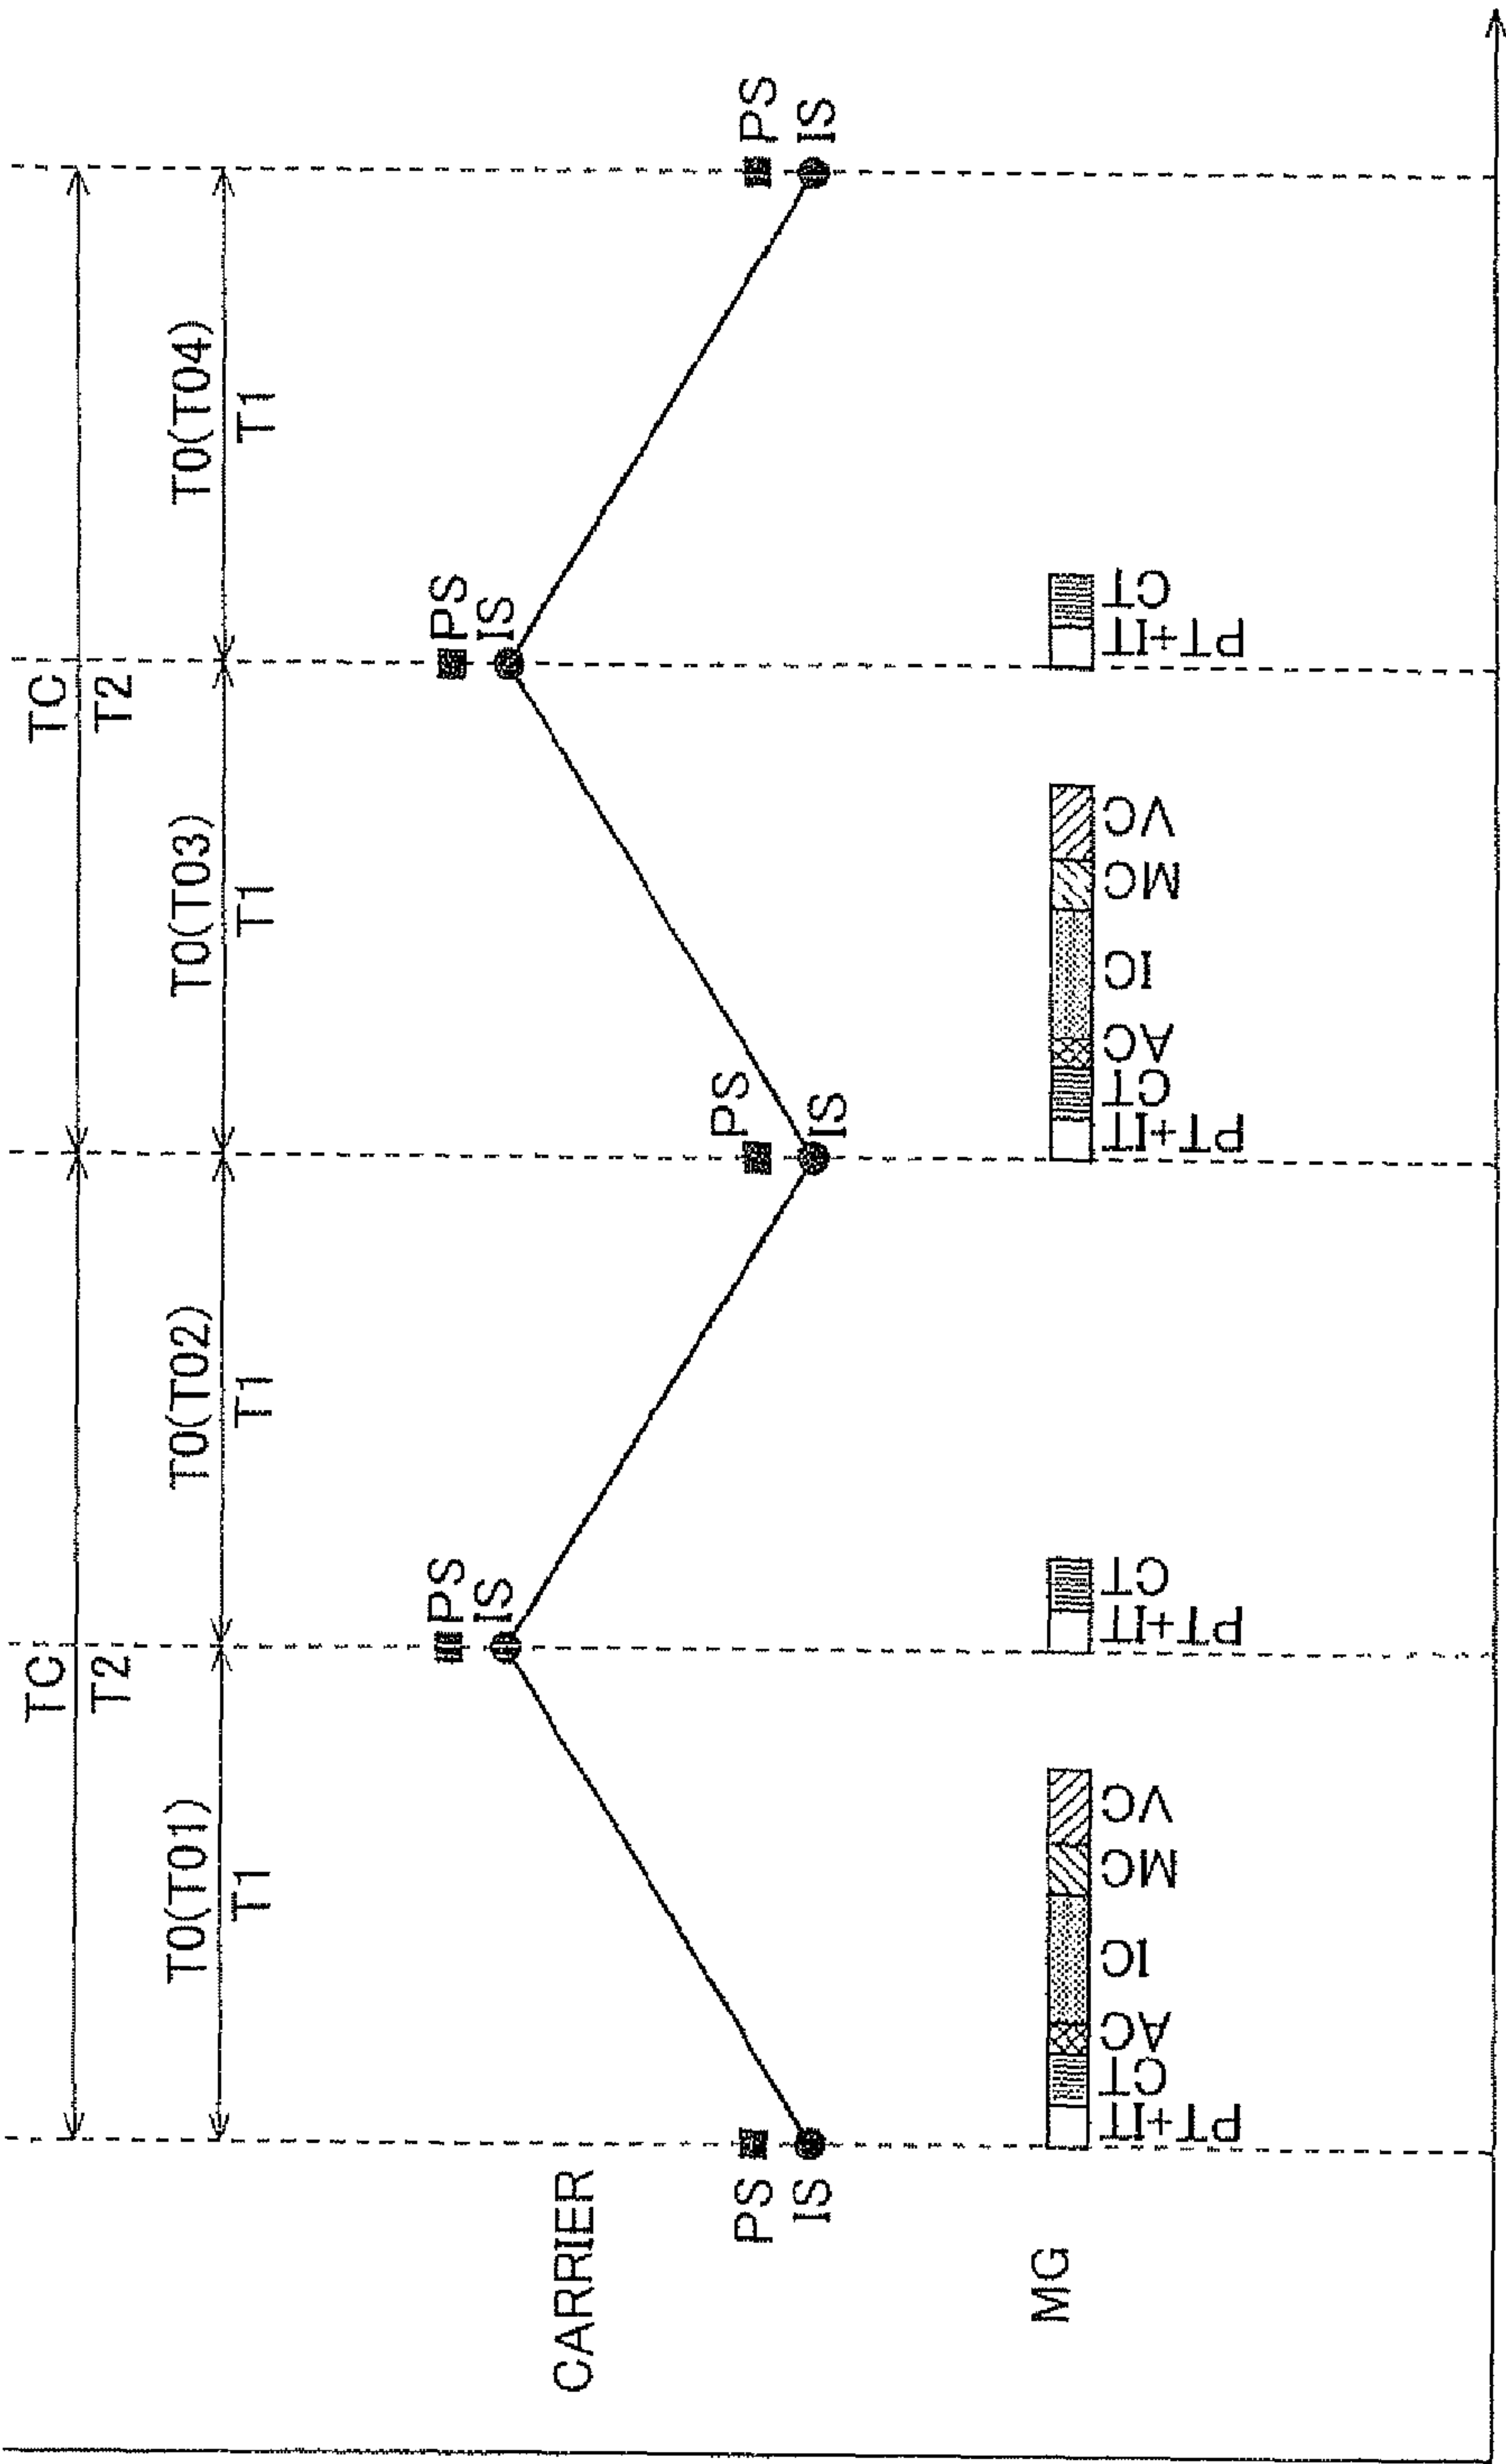 TC
T2
TC
T2
T0(T01)
T1
T0(T02)
T1
T0(T03)
T1
T0(T04)
T1
CARRIER
PS
IS
PS
IS
PS
IS
PS
IS
PS
IS
MG
PT+IT
CT
AC
IC
MC
VC
PT+IT
CT
PT+IT
CT
AC
IC
MC
VC
PT+IT
CT